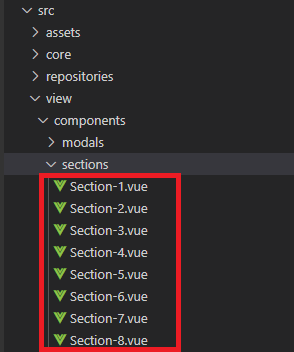 src
assets
core
repositories
view
components
modals
sections
Section-1.vue
Section-2.vue
Section-3.vue
Section-4.vue
Section-5.vue
Section-6.vue
Section-7.vue
Section-8.vue